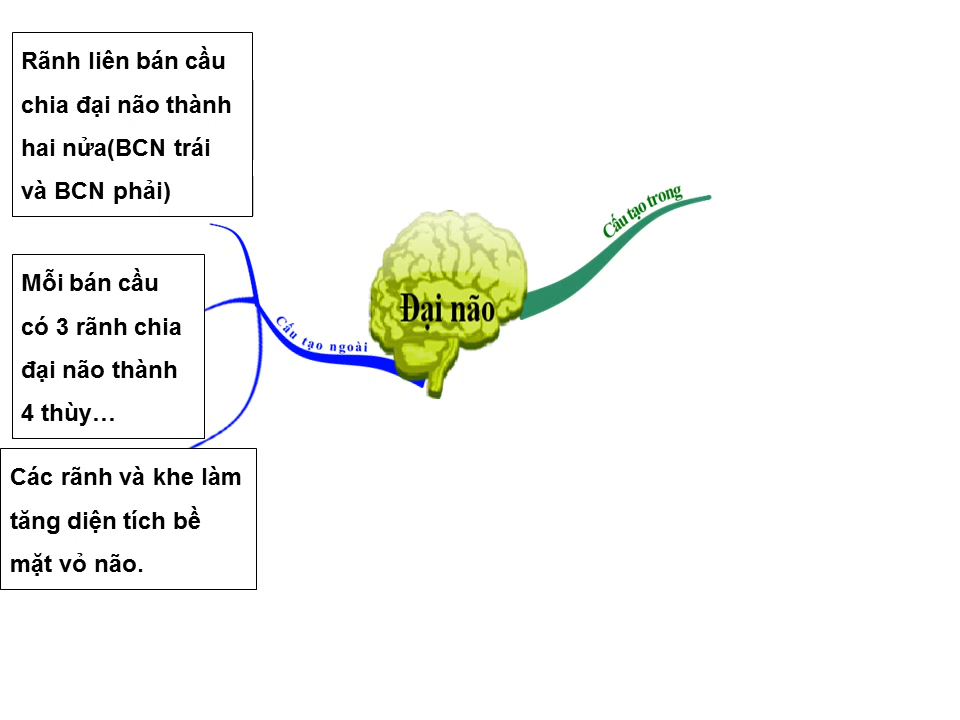 Rãnh liên bán cầu
chia đại não thành
hai nửa(BCN trái
và BCN phải)
Mỗi bán cầu
có 3 rãnh chia
đại não thành
4 thùy…
Các rãnh và khe làm
tăng diện tích bề
mặt vỏ não.
Cấu tạo ngoài
Đại não
Cấu tạo trong